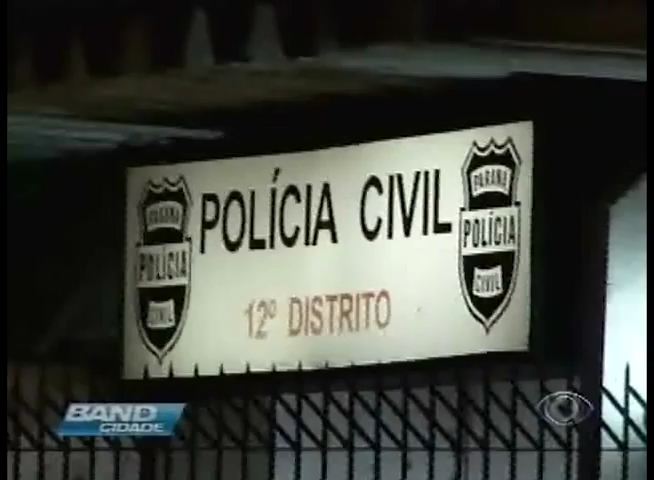 POLÍCIA CIVIL
12º DISTRITO
PARANÁ
POLÍCIA
CIVIL
PARANÁ
POLÍCIA
CIVIL
BAND
CIDADE